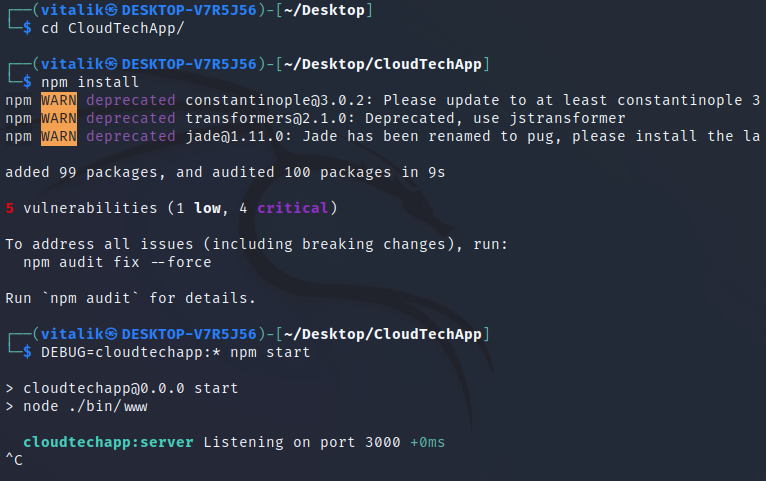 ┌──(vitalik㉿DESKTOP-V7R5J56)-[~/Desktop]
└─$ cd CloudTechApp/
┌──(vitalik㉿DESKTOP-V7R5J56)-[~/Desktop/CloudTechApp]
└─$ npm install
npm WARN deprecated constantinople@3.0.2: Please update to at least constantinople 3
npm WARN deprecated transformers@2.1.0: Deprecated, use jstransformer
npm WARN deprecated jade@1.11.0: Jade has been renamed to pug, please install the la
added 99 packages, and audited 100 packages in 9s
5 vulnerabilities (1 low, 4 critical)
To address all issues (including breaking changes), run:
  npm audit fix --force
Run `npm audit` for details.
┌──(vitalik㉿DESKTOP-V7R5J56)-[~/Desktop/CloudTechApp]
└─$ DEBUG=cloudtechapp:* npm start
> cloudtechapp@0.0.0 start
> node ./bin/www
  cloudtechapp:server Listening on port 3000 +0ms
^C